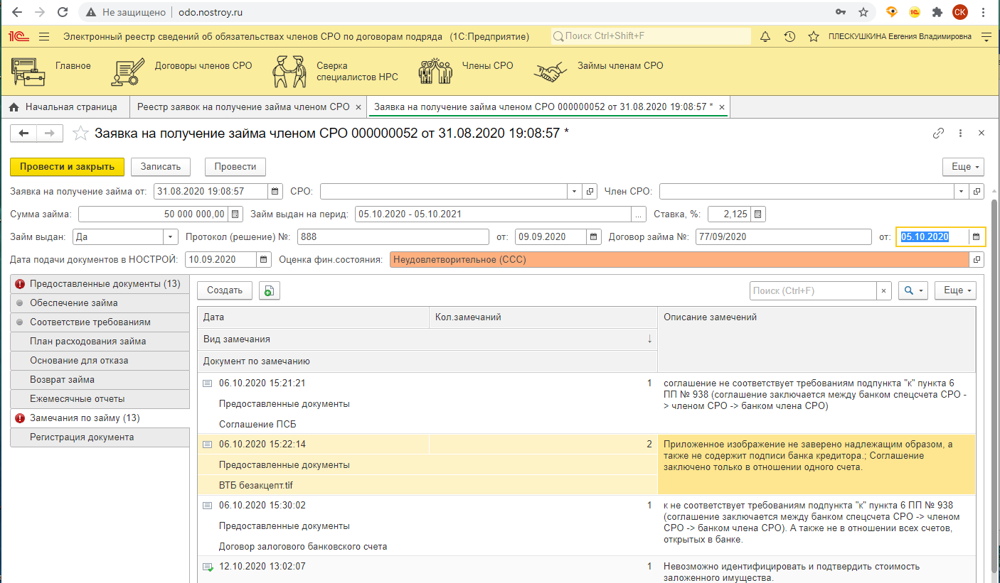 Не защищено | odo.nostroy.ru
СК
1С Электронный реестр сведений об обязательствах членов СРО по договорам подряда (1С:Предприятие)
Поиск Ctrl+Shift+F
ПЛЕСКУШКИНА Евгения Владимировна
Главное
Договоры членов СРО
Сверка
специалистов НРС
Члены СРО
Займы членам СРО
Начальная страница
Реестр заявок на получение займа членом СРО ×
Заявка на получение займа членом СРО 000000052 от 31.08.2020 19:08:57 * ×
Заявка на получение займа членом СРО 000000052 от 31.08.2020 19:08:57 *
Провести и закрыть
Записать
Провести
Еще
Заявка на получение займа от: 31.08.2020 19:08:57 СРО: Член СРО:
Сумма займа: 50 000 000,00 Займ выдан на перид: 05.10.2020 - 05.10.2021 ... Ставка, %: 2,125
Займ выдан: Да Протокол (решение) №: 888 от: 09.09.2020 Договор займа №: 77/09/2020 от: 05.10.2020
Дата подачи документов в НОСТРОЙ: 10.09.2020 Оценка фин.состояния: Неудовлетворительное (ССС)
Предоставленные документы (13)
Обеспечение займа
Соответствие требованиям
План расходования займа
Основание для отказа
Возврат займа
Ежемесячные отчеты
Замечания по займу (13)
Регистрация документа
Создать
Поиск (Ctrl+F) ×
Еще
Дата Кол.замечаний Описание замечений
Вид замечания ↓
Документ по замечанию
06.10.2020 15:21:21 1
Предоставленные документы
Соглашение ПСБ
соглашение не соответствует требованиям подпункта "к" пункта 6
ПП № 938 (соглашение заключается между банком спецсчета СРО -
> членом СРО -> банком члена СРО)
06.10.2020 15:22:14 2
Предоставленные документы
ВТБ безакцепт.tif
Приложенное изображение не заверено надлежащим образом, а
также не содержит подписи банка кредитора.; Соглашение
заключено только в отношении одного счета.
06.10.2020 15:30:02 1
Предоставленные документы
Договор залогового банковского счета
к не соответствует требованиям подпункта "к" пункта 6 ПП № 938
(соглашение заключается между банком спецсчета СРО -> членом
СРО -> банком члена СРО). А также не в отношении всех счетов,
открытых в банке.
12.10.2020 13:02:07 1
Невозможно идентифицировать и подтвердить стоимость
заложенного имущества.